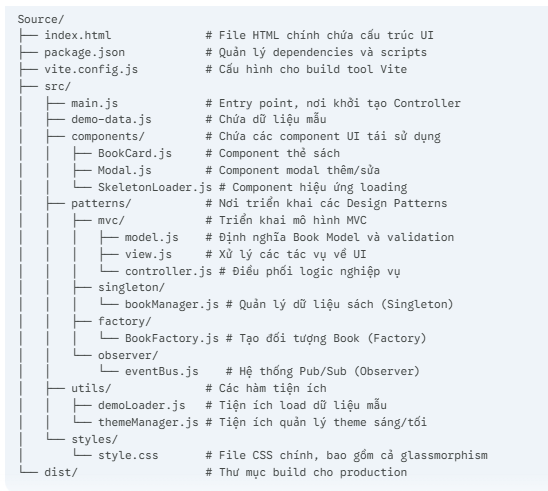 Source/
├── index.html              # File HTML chính chứa cấu trúc UI
├── package.json            # Quản lý dependencies và scripts
├── vite.config.js          # Cấu hình cho build tool Vite
├── src/
│   ├── main.js             # Entry point, nơi khởi tạo Controller
│   ├── demo-data.js        # Chứa dữ liệu mẫu
│   ├── components/         # Chứa các component UI tái sử dụng
│   │   ├── BookCard.js     # Component thẻ sách
│   │   ├── Modal.js        # Component modal thêm/sửa
│   │   └── SkeletonLoader.js # Component hiệu ứng loading
│   ├── patterns/           # Nơi triển khai các Design Patterns
│   │   ├── mvc/            # Triển khai mô hình MVC
│   │   │   ├── model.js    # Định nghĩa Book Model và validation
│   │   │   ├── view.js     # Xử lý các tác vụ về UI
│   │   │   └── controller.js # Điều phối logic nghiệp vụ
│   │   ├── singleton/
│   │   │   └── bookManager.js # Quản lý dữ liệu sách (Singleton)
│   │   ├── factory/
│   │   │   └── BookFactory.js # Tạo đối tượng Book (Factory)
│   │   └── observer/
│   │       └── eventBus.js    # Hệ thống Pub/Sub (Observer)
│   ├── utils/              # Các hàm tiện ích
│   │   ├── demoLoader.js   # Tiện ích load dữ liệu mẫu
│   │   └── themeManager.js # Tiện ích quản lý theme sáng/tối
│   └── styles/
│       └── style.css       # File CSS chính, bao gồm cả glassmorphism
└── dist/                   # Thư mục build cho production